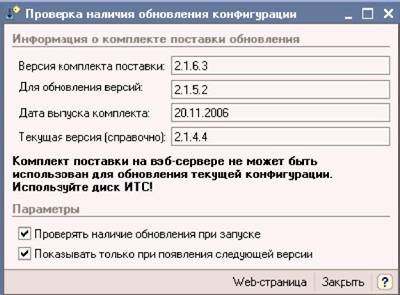 Проверка наличия обновления конфигурации
Информация о комплекте поставки обновления
Версия комплекта поставки: 2.1.6.3
Для обновления версий: 2.1.5.2
Дата выпуска комплекта: 20.11.2006
Текущая версия (справочно): 2.1.4.4
Комплект поставки на вэб-сервере не может быть
использован для обновления текущей конфигурации.
Используйте диск ИТС!
Параметры
Проверять наличие обновления при запуске
Показывать только при появления следующей версии
Web-страница Закрыть ?